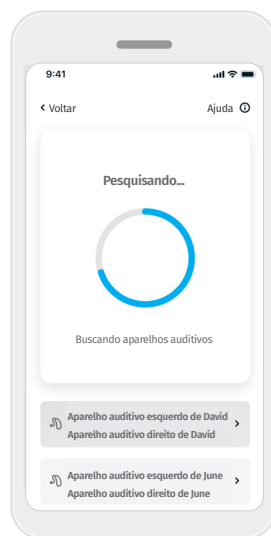 9:41
Voltar
Ajuda
Pesquisando...
Buscando aparelhos auditivos
Aparelho auditivo esquerdo de David
Aparelho auditivo direito de David
Aparelho auditivo esquerdo de June
Aparelho auditivo direito de June